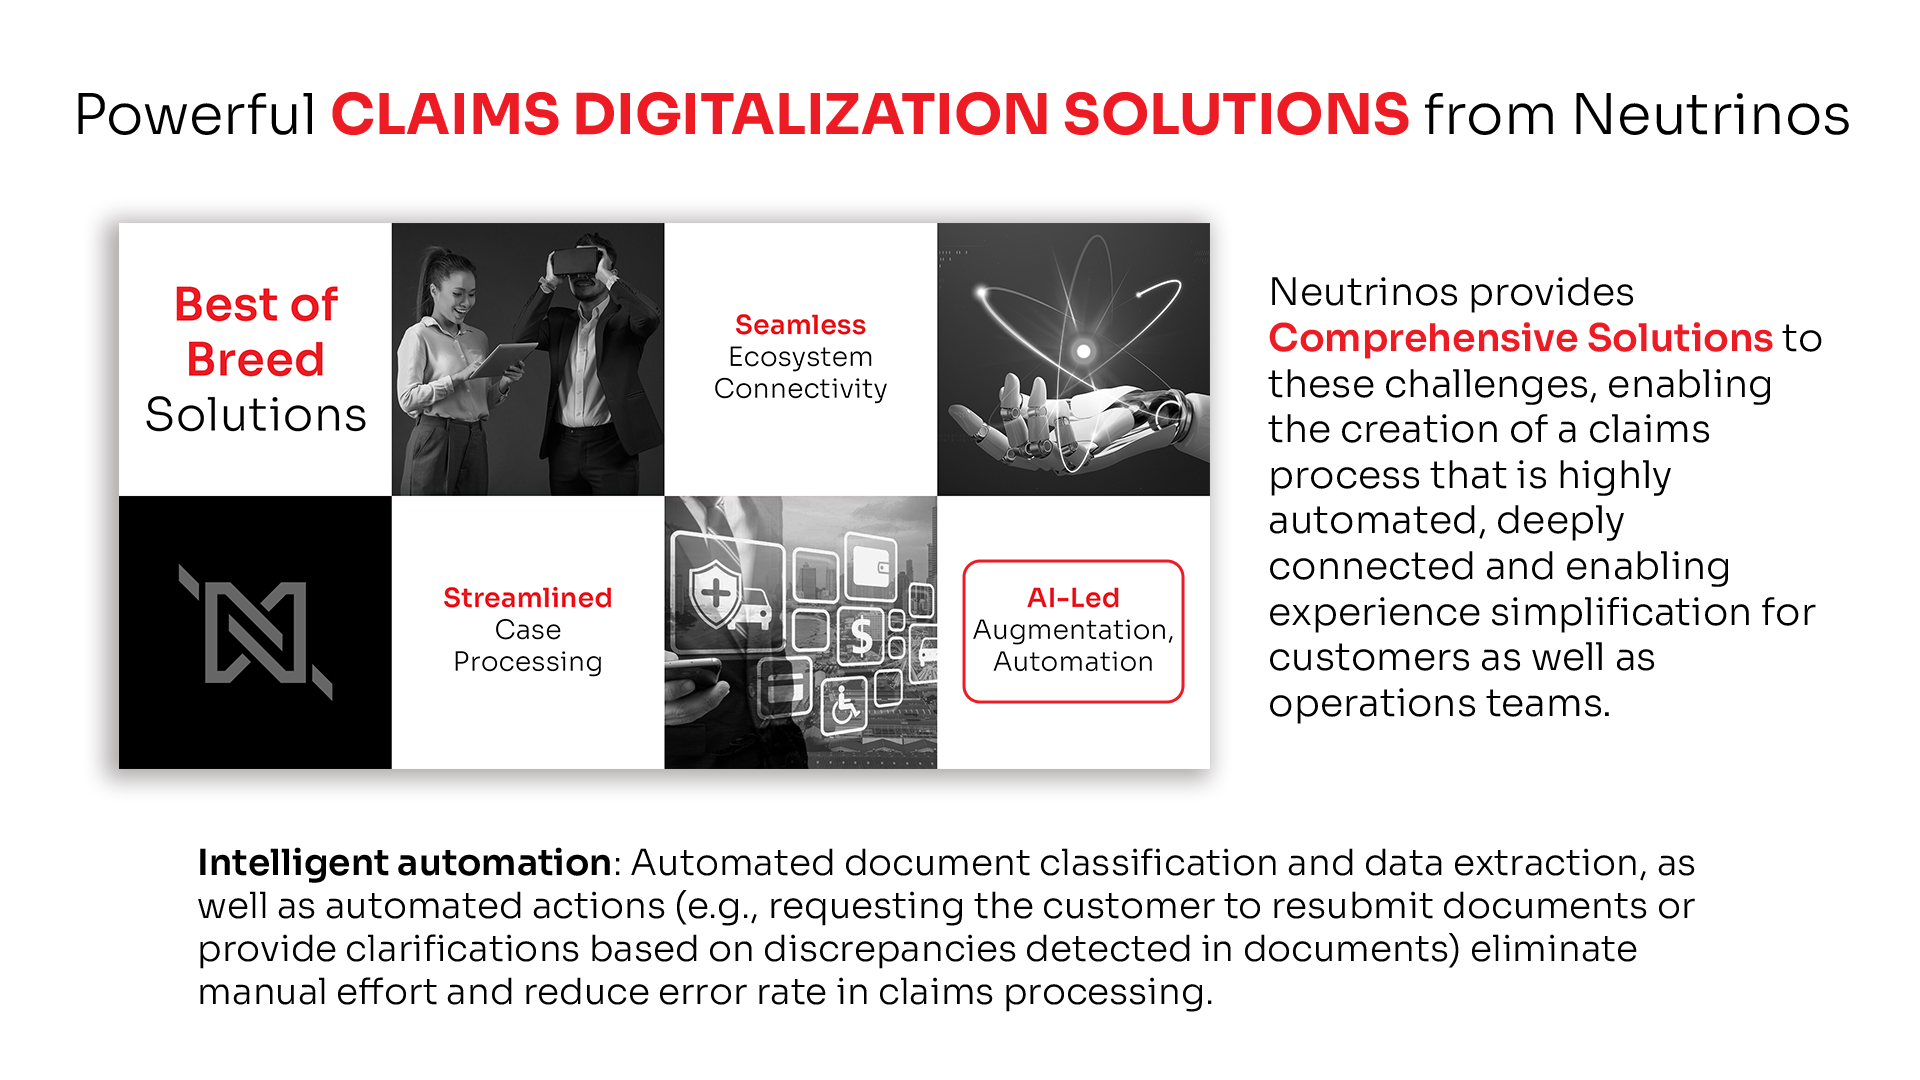 Powerful CLAIMS DIGITALIZATION SOLUTIONS from Neutrinos
Best of
Breed
Solutions
Seamless
Ecosystem
Connectivity
Streamlined
Case
Processing
$
AI-Led
Augmentation,
Automation
Neutrinos provides
Comprehensive Solutions to
these challenges, enabling
the creation of a claims
process that is highly
automated, deeply
connected and enabling
experience simplification for
customers as well as
operations teams.
Intelligent automation: Automated document classification and data extraction, as
well as automated actions (e.g., requesting the customer to resubmit documents or
provide clarifications based on discrepancies detected in documents) eliminate
manual effort and reduce error rate in claims processing.